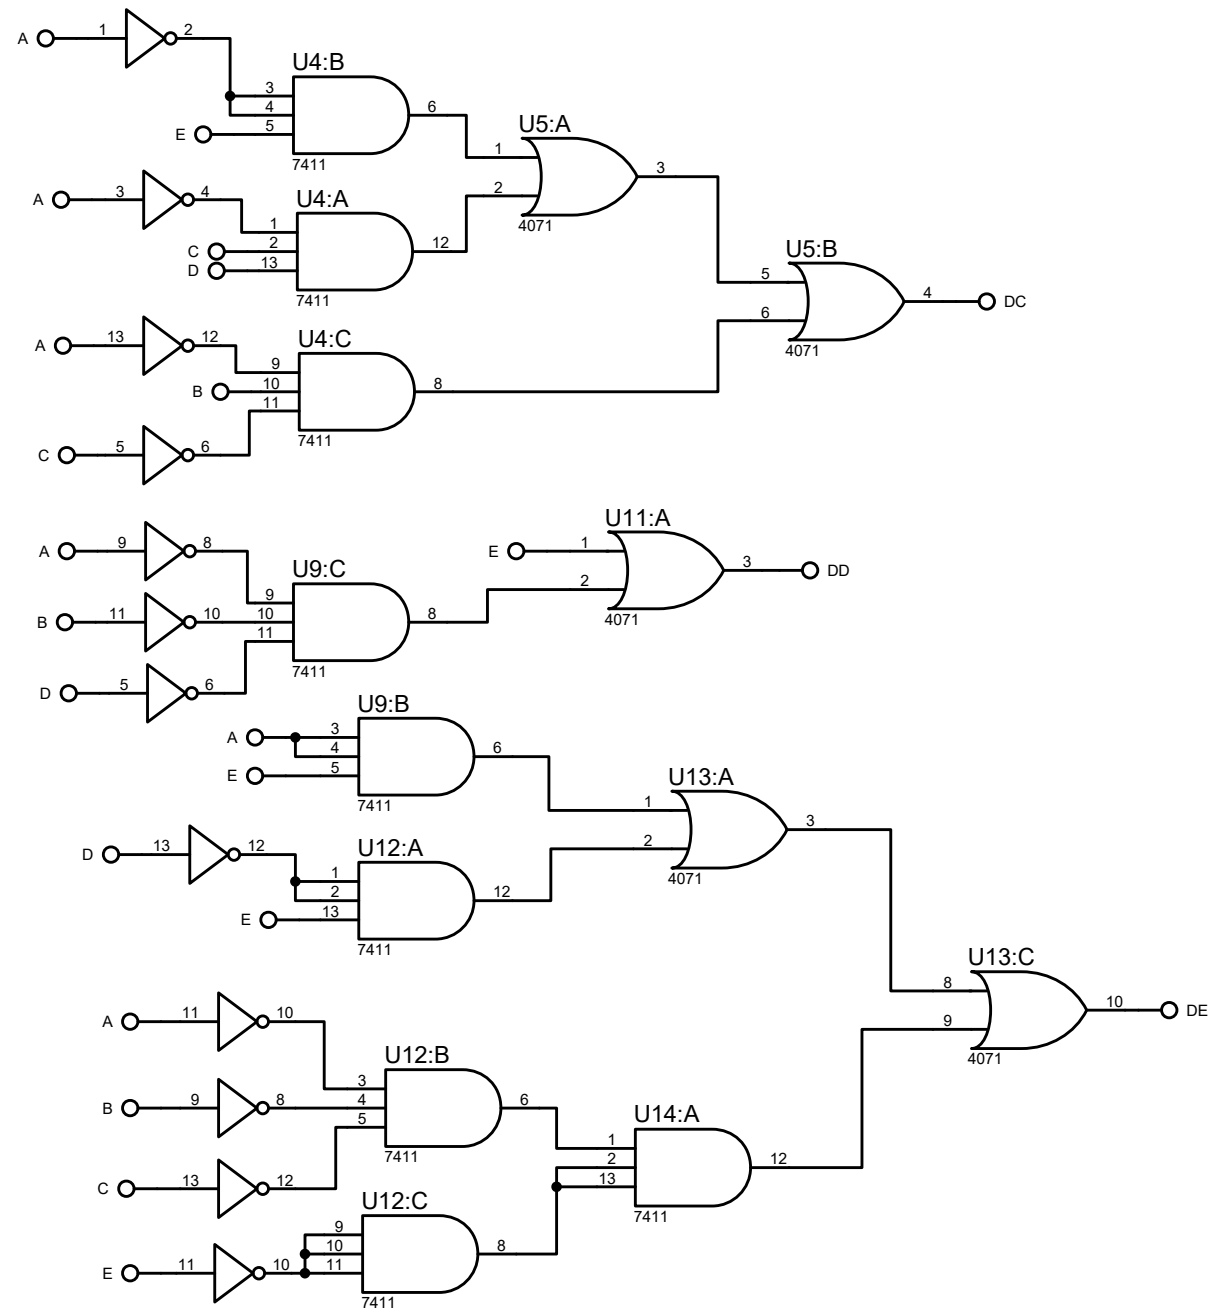 A 1 2
U4:B
3
4
E 5
6
7411
U5:A
1
2
3
4071
A 3 4
U4:A
1
C 2
D 13
12
7411
U5:B
5
6
4
DC
4071
A 13 12
U4:C
9
B 10
11
8
7411
C 5 6
A 9 8
U9:C
9
B 11 10 10
11
8
7411
D 5 6
U11:A
E 1
2
3
DD
4071
U9:B
A 3
4
E 5
6
7411
U13:A
1
2
3
4071
D 13 12
U12:A
1
2
E 13
12
7411
U13:C
8
9
10
DE
4071
A 11 10
U12:B
3
B 9 8 4
5
6
7411
C 13 12
U14:A
1
2
13
12
7411
U12:C
9
10
E 11 10 11
8
7411